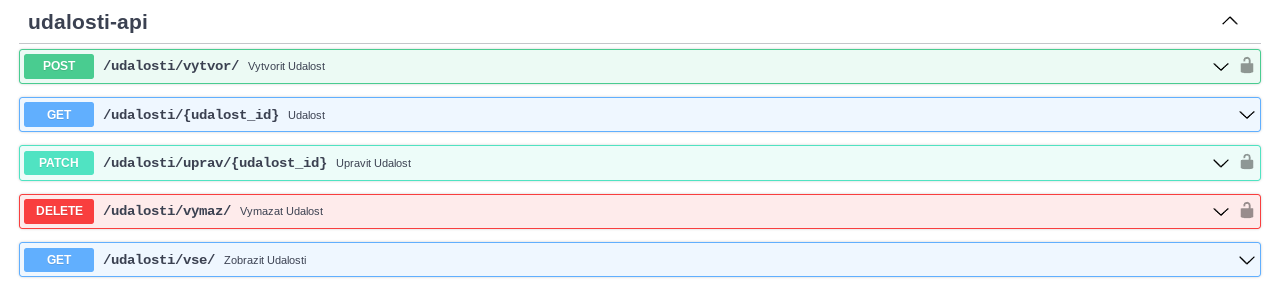 udalosti-api
POST /udalosti/vytvor/ Vytvorit Udalost
GET /udalosti/{udalost_id} Udalost
PATCH /udalosti/uprav/{udalost_id} Upravit Udalost
DELETE /udalosti/vymaz/ Vymazat Udalost
GET /udalosti/vse/ Zobrazit Udalosti